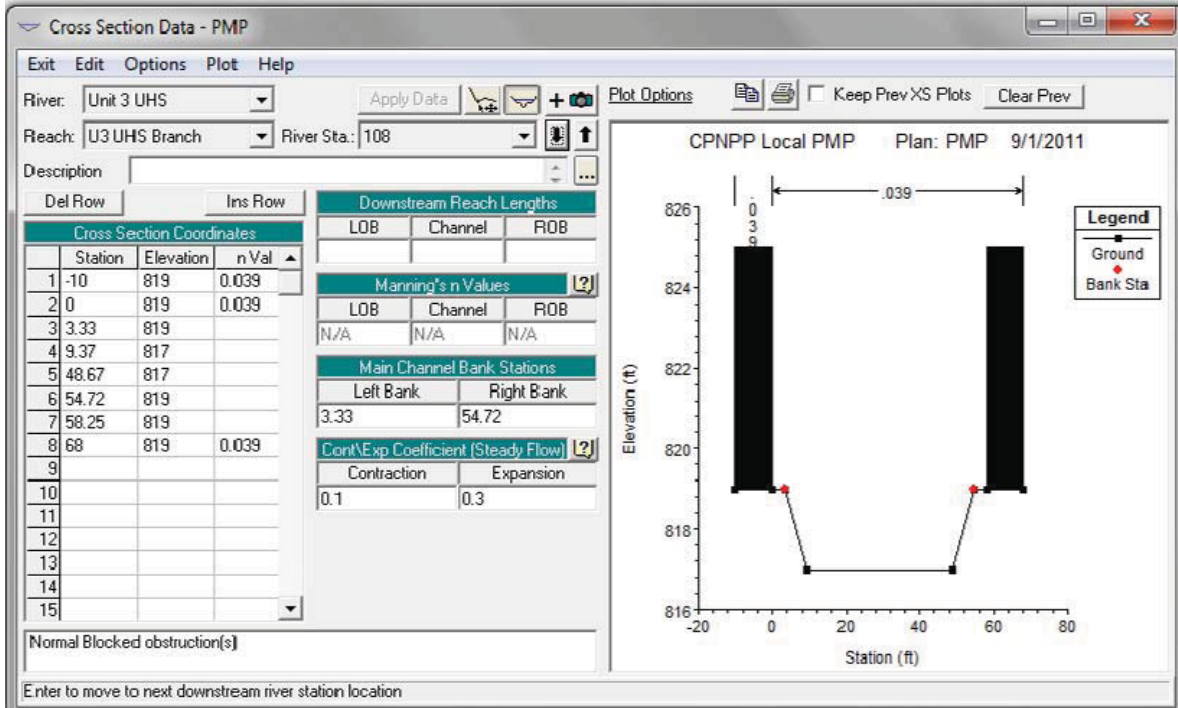 Cross Section Data - PMP
Exit Edit Options Plot Help
River: Unit 3 UHS
Apply Data
Reach: U3 UHS Branch River Sta.: 108
Description
...
Del Row Ins Row
Cross Section Coordinates
Station Elevation n Val
1 -10 819 0.039
2 0 819 0.039
3 3.33 819
4 9.37 817
5 48.67 817
6 54.72 819
7 58.25 819
8 68 819 0.039
9
10
11
12
13
14
15
Downstream Reach Lengths
LOB Channel ROB
Manning's n Values ?
LOB Channel ROB
N/A N/A N/A
Main Channel Bank Stations
Left Bank Right Bank
3.33 54.72
Cont\Exp Coefficient (Steady Flow) ?
Contraction Expansion
0.1 0.3
Normal Blocked obstruction(s)
Enter to move to next downstream river station location
Plot Options Keep Prev XS Plots Clear Prev
CPNPP Local PMP Plan: PMP 9/1/2011
.039
.039
826
824
822
820
818
816
Elevation (ft)
-20 0 20 40 60 80
Station (ft)
Legend
Ground
Bank Sta